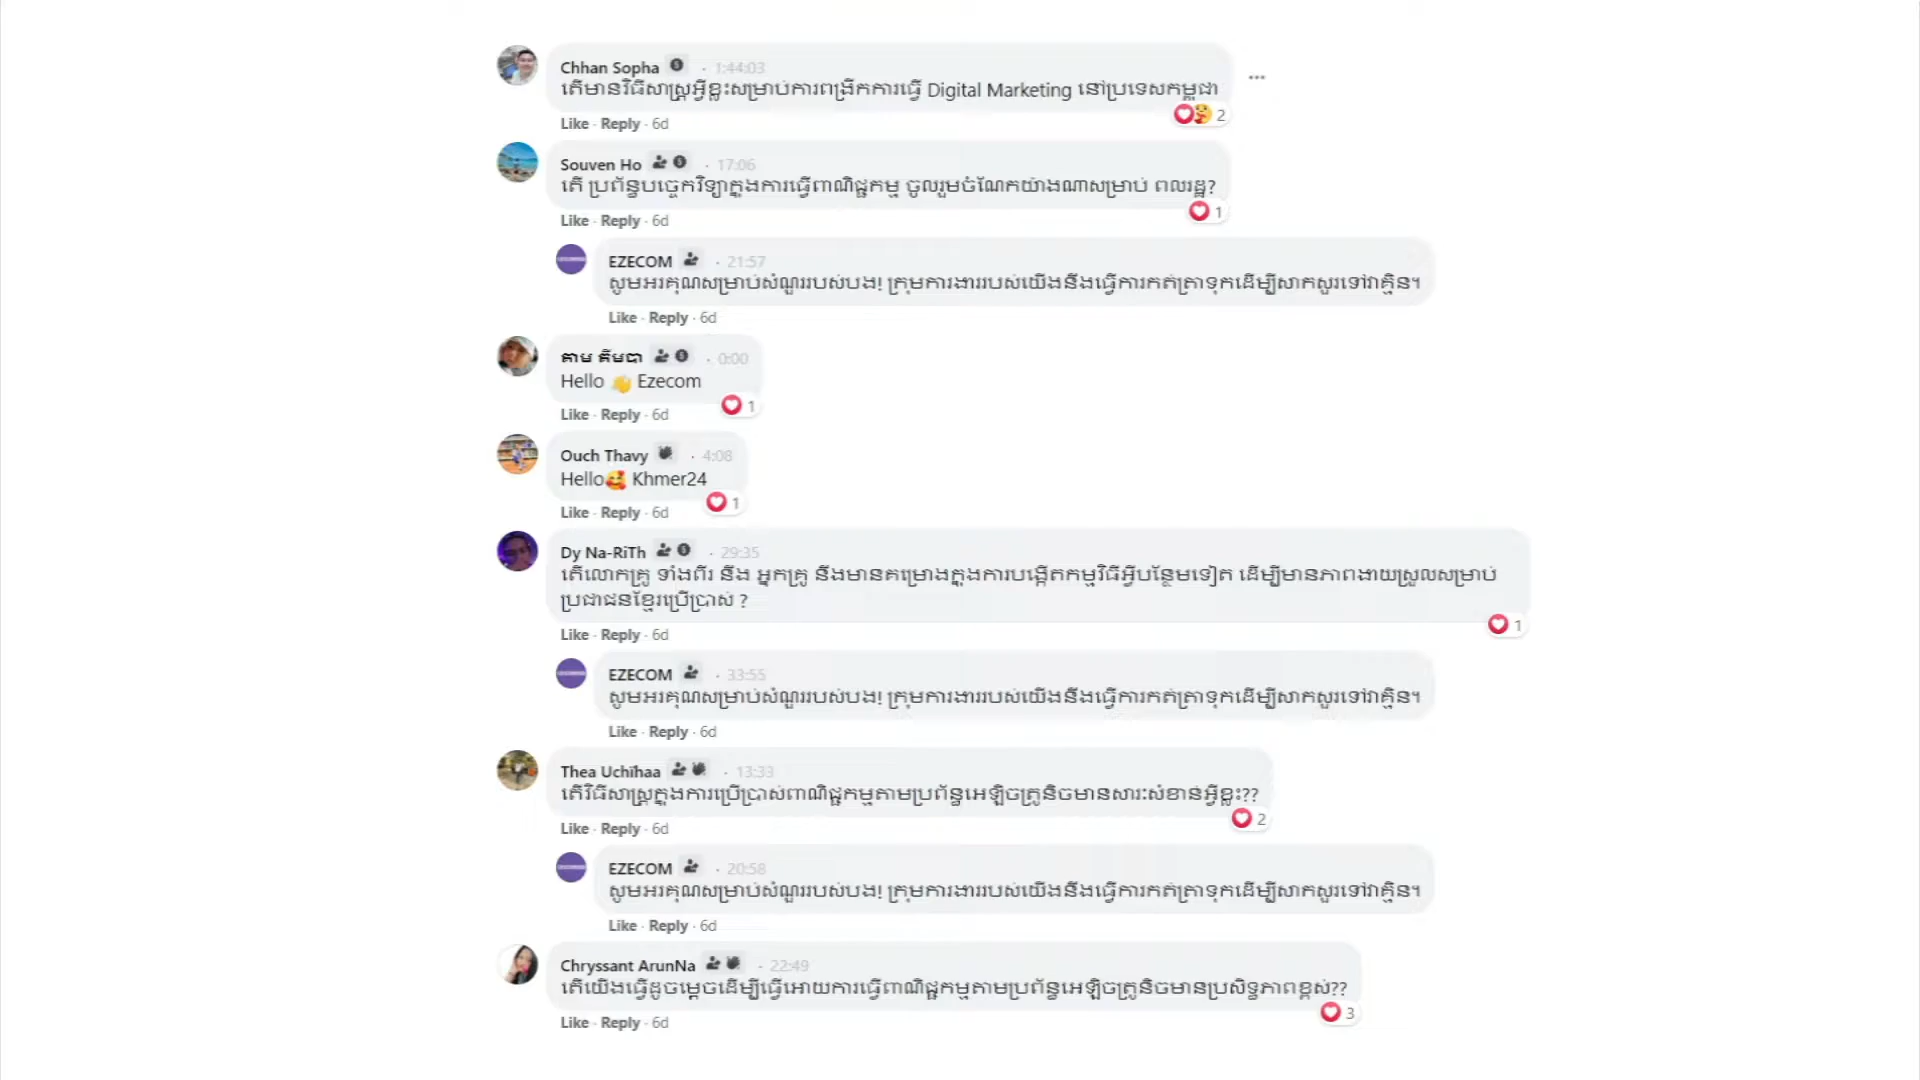 Chhan Sopha · 1:44:03
តើមានវិធីសាស្ត្រអ្វីខ្លះសម្រាប់ការពង្រីកការធ្វើ Digital Marketing នៅប្រទេសកម្ពុជា
2
Like · Reply · 6d
Souven Ho · 17:06
តើ ប្រព័ន្ធបច្ចេកវិទ្យាក្នុងការធ្វើពាណិជ្ជកម្ម ចូលរួមចំណែកយ៉ាងណាសម្រាប់ ពលរដ្ឋ?
1
Like · Reply · 6d
EZECOM · 21:57
សូមអរគុណសម្រាប់សំណួររបស់បង! ក្រុមការងាររបស់យើងនឹងធ្វើការកត់ត្រាទុកដើម្បីសាកសួរទៅវាគ្មិន។
Like · Reply · 6d
តាម គឹមបា · 0:00
Hello 👋 Ezecom
1
Like · Reply · 6d
Ouch Thavy · 4:08
Hello🥰 Khmer24
1
Like · Reply · 6d
Dy Na-RiTh · 29:35
តើលោកគ្រូ ទាំងពីរ នឹង អ្នកគ្រូ នឹងមានគម្រោងក្នុងការបង្កើតកម្មវិធីអ្វីបន្ថែមទៀត ដើម្បីមានភាពងាយស្រួលសម្រាប់
ប្រជាជនខ្មែរប្រើប្រាស់ ?
1
Like · Reply · 6d
EZECOM · 33:55
សូមអរគុណសម្រាប់សំណួររបស់បង! ក្រុមការងាររបស់យើងនឹងធ្វើការកត់ត្រាទុកដើម្បីសាកសួរទៅវាគ្មិន។
Like · Reply · 6d
Thea Uchïhaa · 13:33
តើវិធីសាស្ត្រក្នុងការប្រើប្រាស់ពាណិជ្ជកម្មតាមប្រព័ន្ធអេឡិចត្រូនិចមានសារៈសំខាន់អ្វីខ្លះ??
2
Like · Reply · 6d
EZECOM · 20:58
សូមអរគុណសម្រាប់សំណួររបស់បង! ក្រុមការងាររបស់យើងនឹងធ្វើការកត់ត្រាទុកដើម្បីសាកសួរទៅវាគ្មិន។
Like · Reply · 6d
Chryssant ArunNa · 22:49
តើយើងធ្វើដូចម្តេចដើម្បីធ្វើអោយការធ្វើពាណិជ្ជកម្មតាមប្រព័ន្ធអេឡិចត្រូនិចមានប្រសិទ្ធភាពខ្ពស់??
3
Like · Reply · 6d